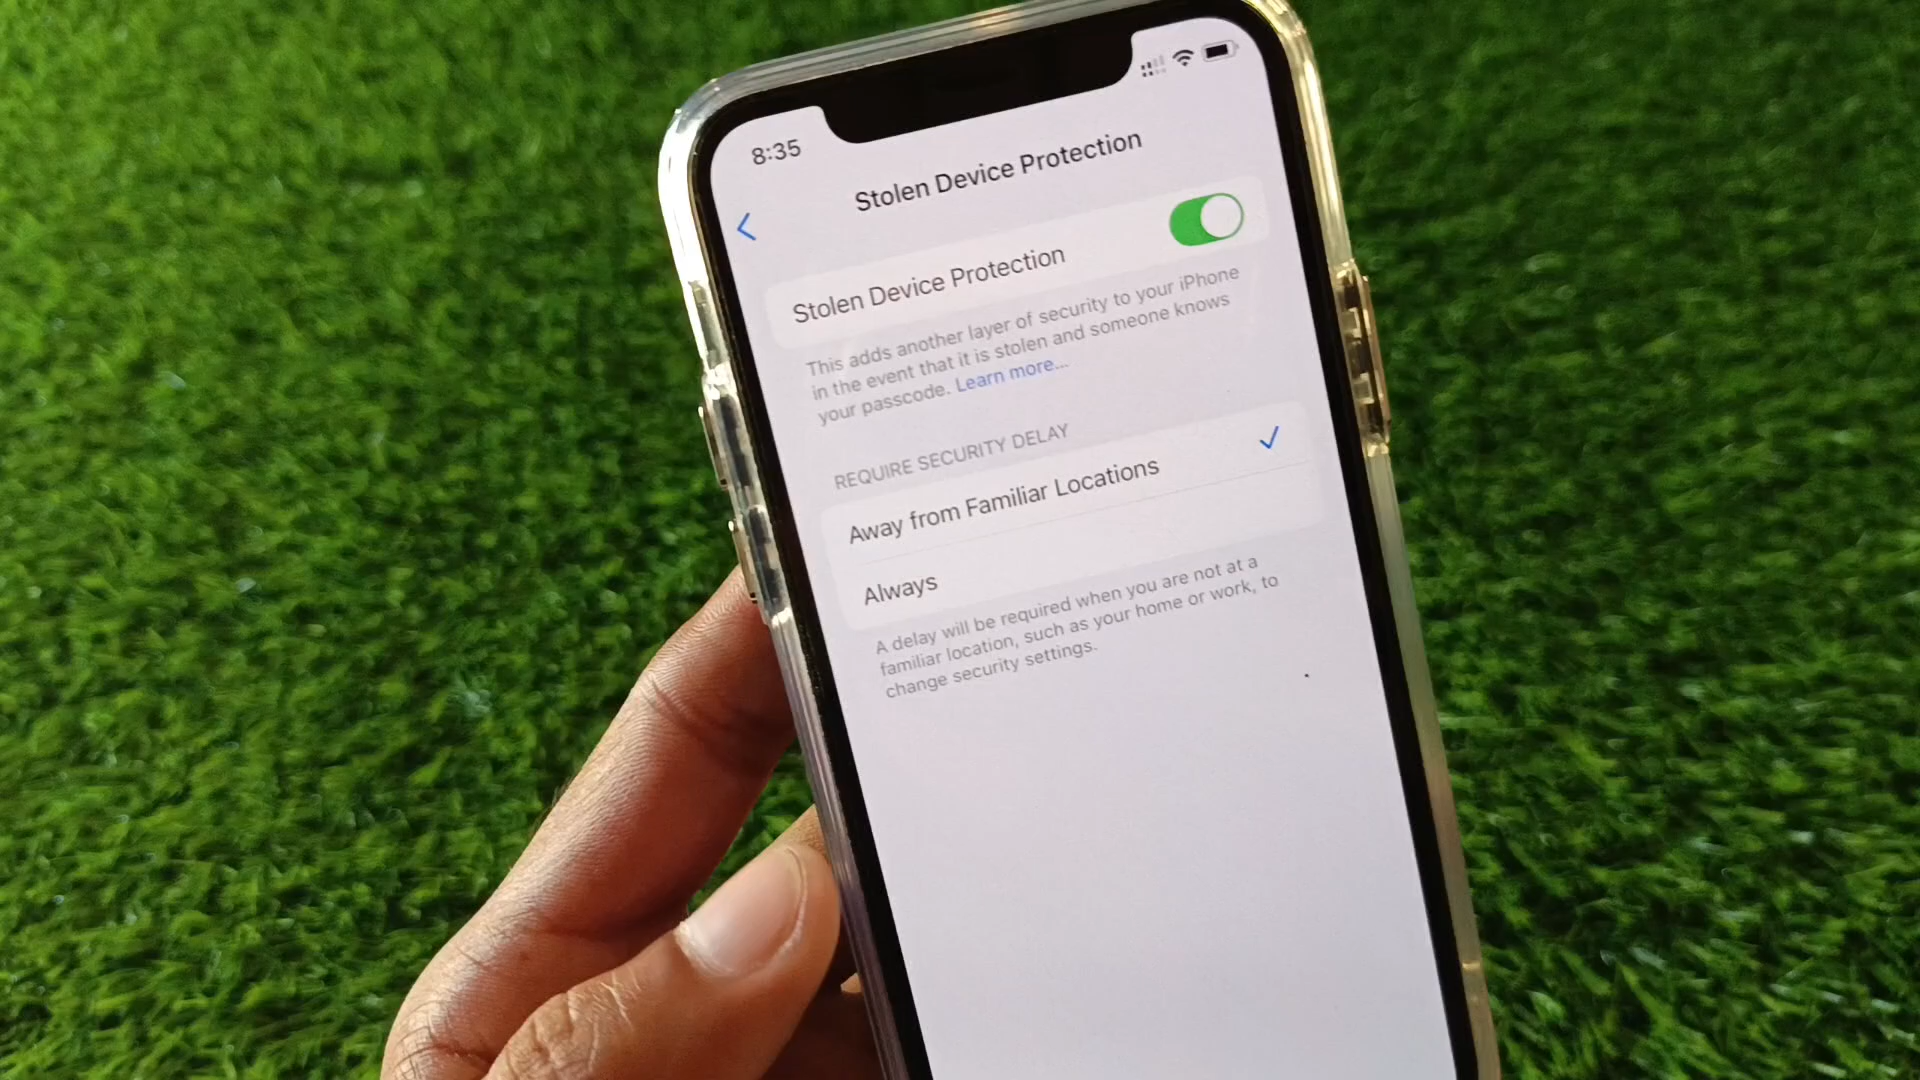 8:35
Stolen Device Protection
Stolen Device Protection
This adds another layer of security to your iPhone
in the event that it is stolen and someone knows
your passcode. Learn more...
REQUIRE SECURITY DELAY
Away from Familiar Locations
Always
A delay will be required when you are not at a
familiar location, such as your home or work, to
change security settings.